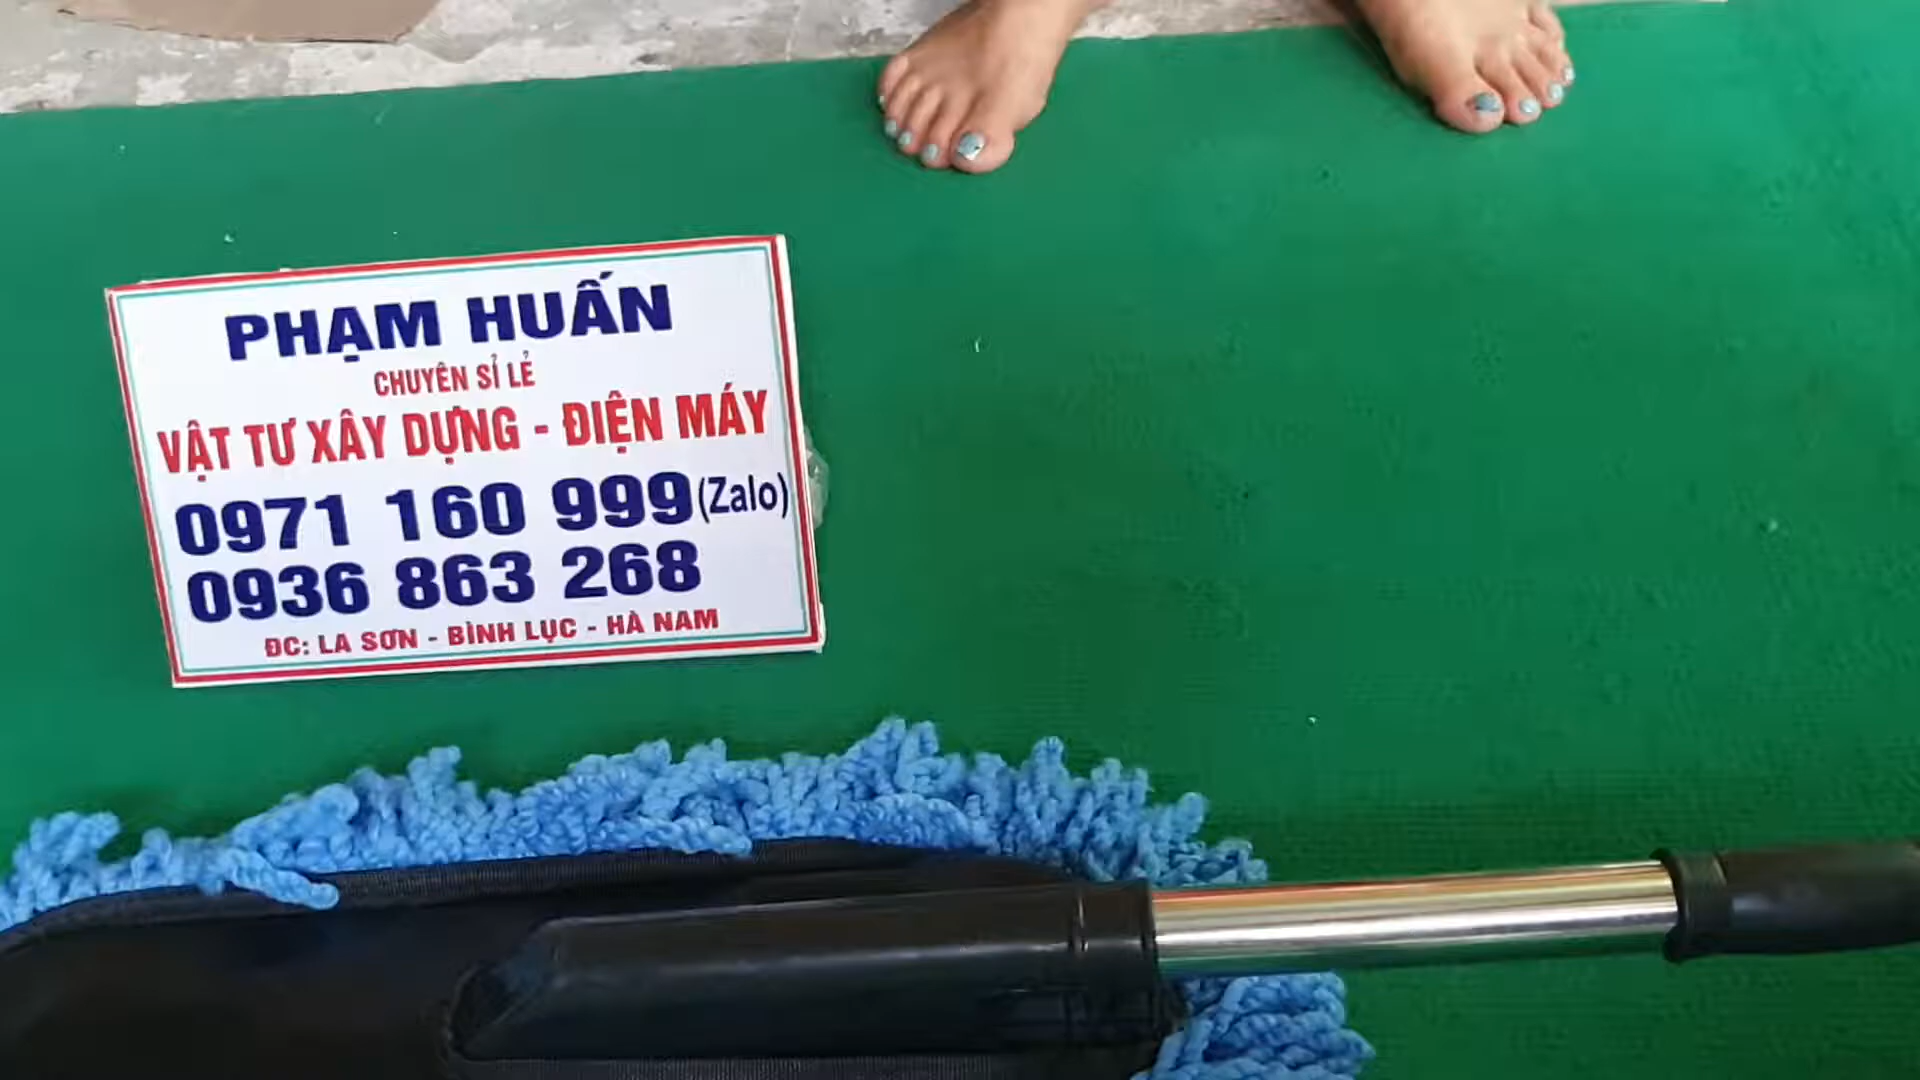 PHẠM HUẤN
CHUYÊN SỈ LẺ
VẬT TƯ XÂY DỰNG - ĐIỆN MÁY
0971 160 999 (Zalo)
0936 863 268
ĐC: LA SƠN - BÌNH LỤC - HÀ NAM